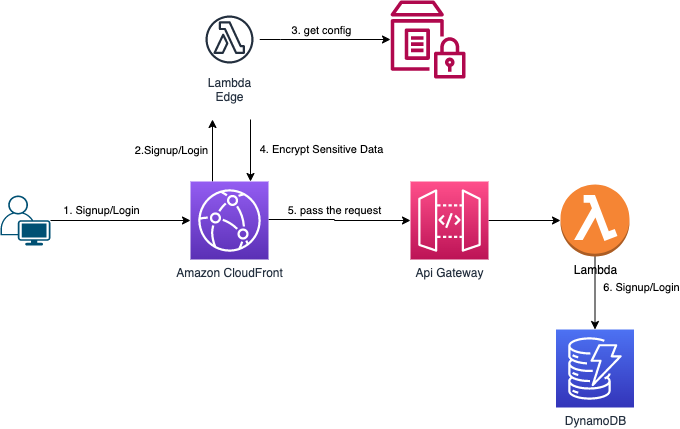 3. get config
Lambda
Edge
2.Signup/Login
4. Encrypt Sensitive Data
1. Signup/Login
5. pass the request
Amazon CloudFront
Api Gateway
Lambda
6. Signup/Login
DynamoDB